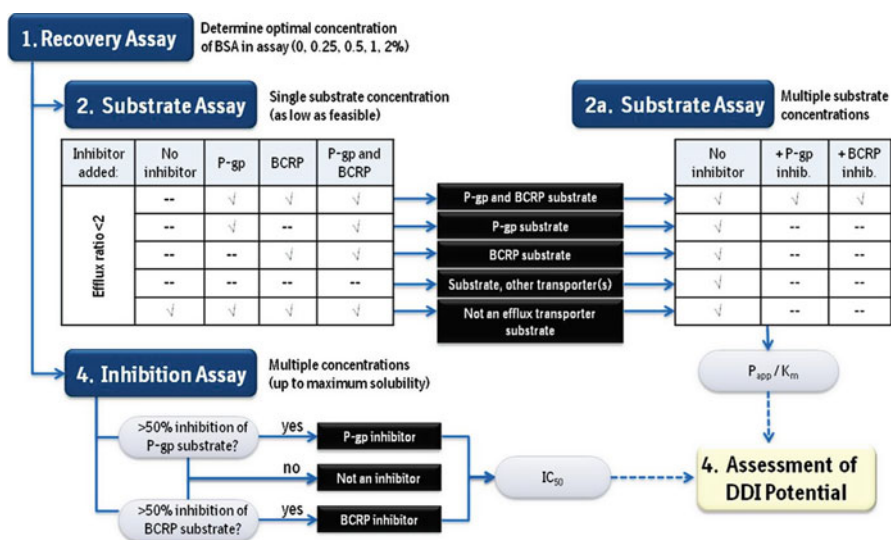 1. Recovery Assay
Determine optimal concentration
of BSA in assay (0, 0.25, 0.5, 1, 2%)
2. Substrate Assay
Single substrate concentration
(as low as feasible)
2a. Substrate Assay
Multiple substrate
concentrations
Inhibitor
added:
No
inhibitor
P-gp
BCRP
P-gp and
BCRP
Efflux ratio <2
-- √ √ √
-- √ -- √
-- -- √ √
-- -- -- --
√ √ √ √
P-gp and BCRP substrate
P-gp substrate
BCRP substrate
Substrate, other transporter(s)
Not an efflux transporter
substrate
No
inhibitor
+ P-gp
inhib.
+ BCRP
inhib.
√ √ √
√ -- --
√ -- --
√ -- --
√ -- --
Papp / Km
4. Inhibition Assay
Multiple concentrations
(up to maximum solubility)
>50% inhibition of
P-gp substrate?
yes
P-gp inhibitor
no
Not an inhibitor
>50% inhibition of
BCRP substrate?
yes
BCRP inhibitor
IC50
4. Assessment of
DDI Potential